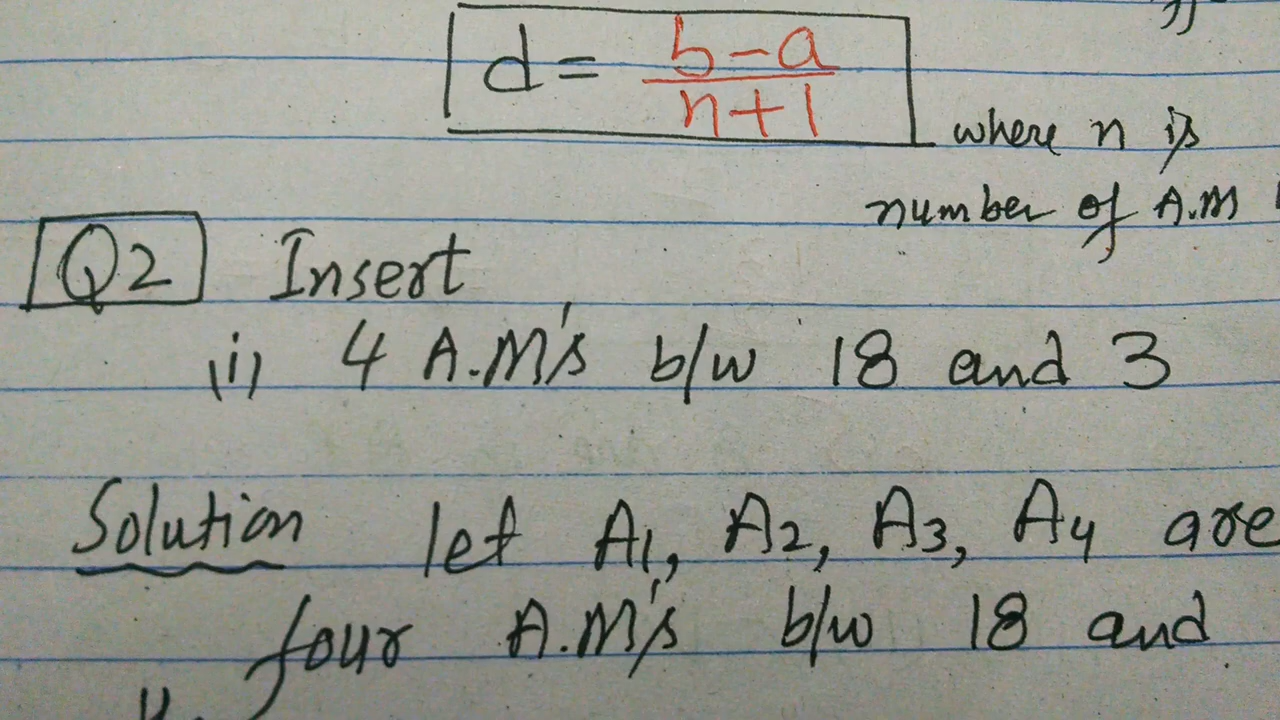 d = b-a / n+1
where n is
number of A.M
Q2 Insert
(i) 4 A.M's b/w 18 and 3
Solution let A1, A2, A3, A4 are
four A.M's b/w 18 and